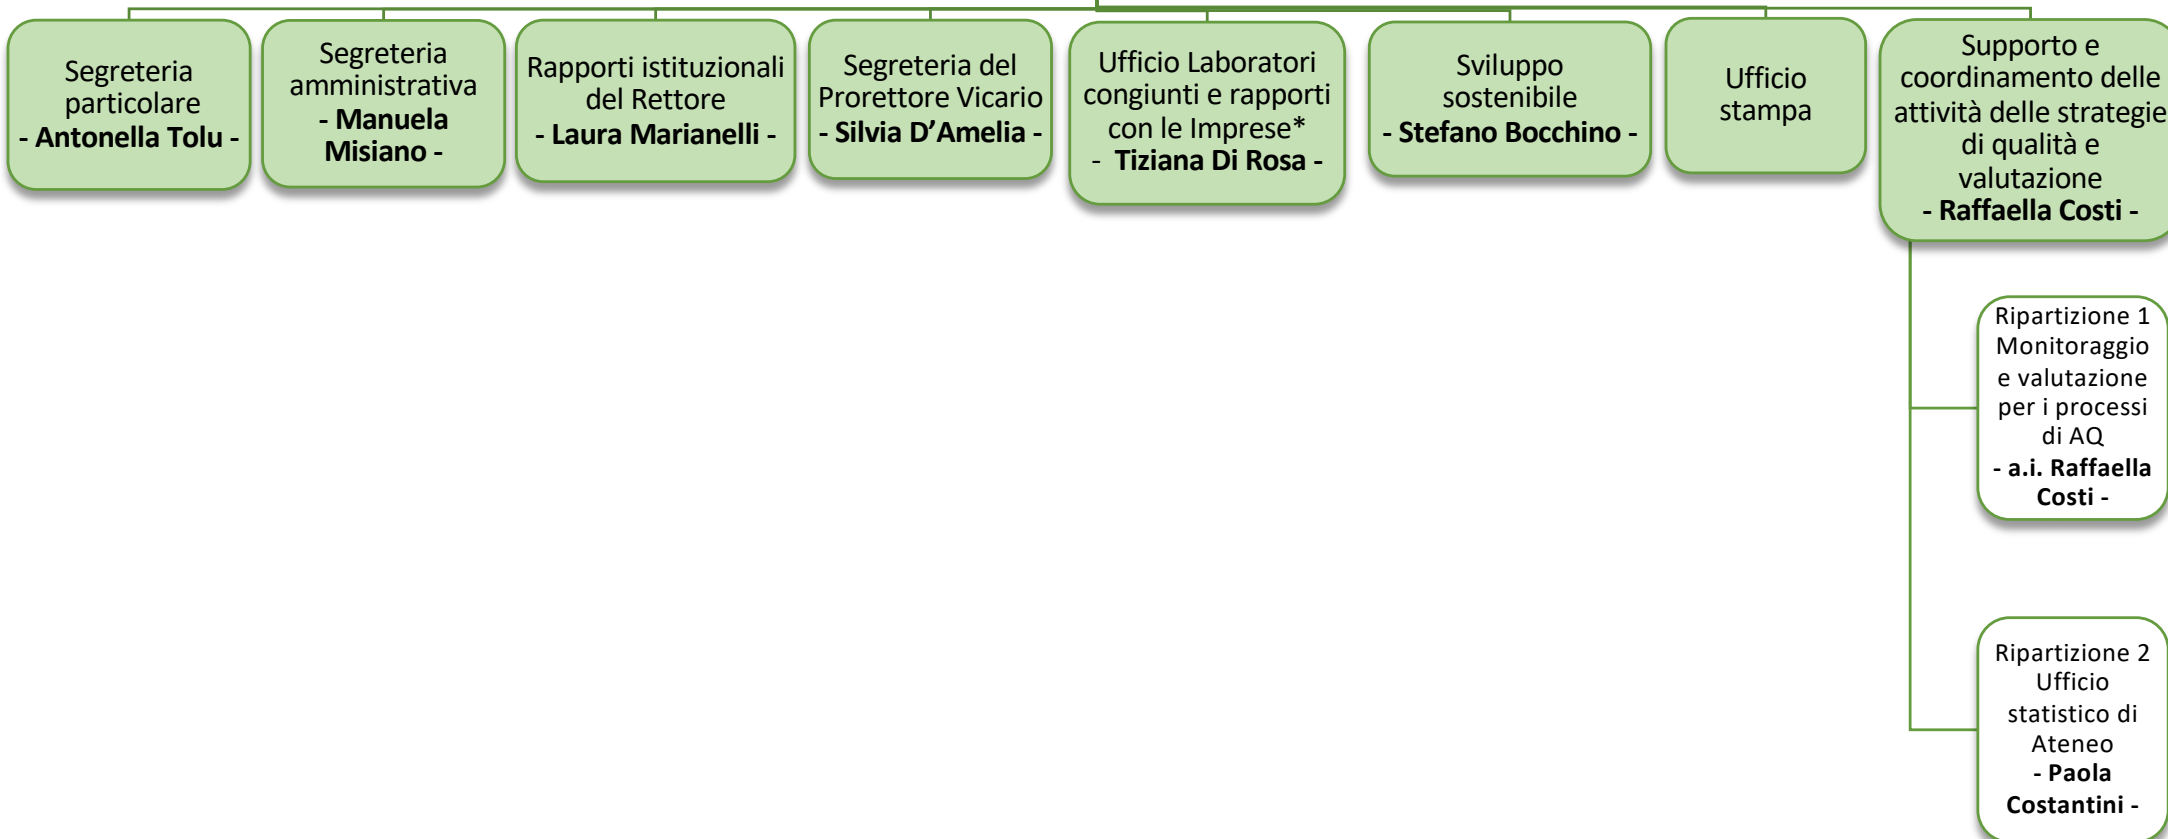 Segreteria
particolare
- Antonella Tolu -
Segreteria
amministrativa
- Manuela
Misiano -
Rapporti istituzionali
del Rettore
- Laura Marianelli -
Segreteria del
Prorettore Vicario
- Silvia D’Amelia -
Ufficio Laboratori
congiunti e rapporti
con le Imprese*
- Tiziana Di Rosa -
Sviluppo
sostenibile
- Stefano Bocchino -
Ufficio
stampa
Supporto e
coordinamento delle
attività delle strategie
di qualità e
valutazione
- Raffaella Costi -
Ripartizione 1
Monitoraggio
e valutazione
per i processi
di AQ
- a.i. Raffaella
Costi -
Ripartizione 2
Ufficio
statistico di
Ateneo
- Paola
Costantini -